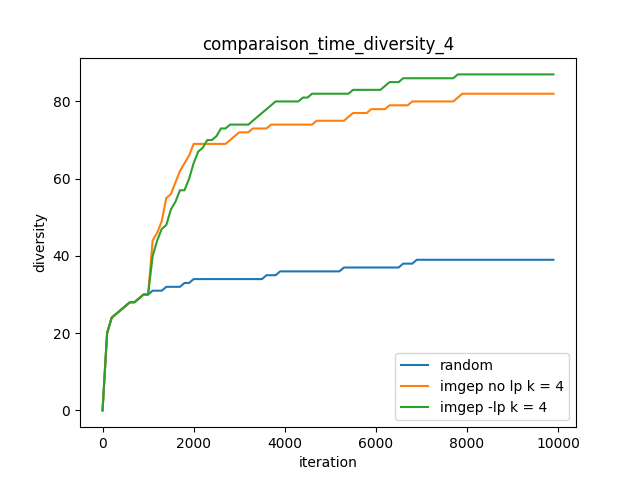 comparaison_time_diversity_4
diversity
80
60
40
20
0
random
imgep no lp k = 4
imgep -lp k = 4
0 2000 4000 6000 8000 10000
iteration